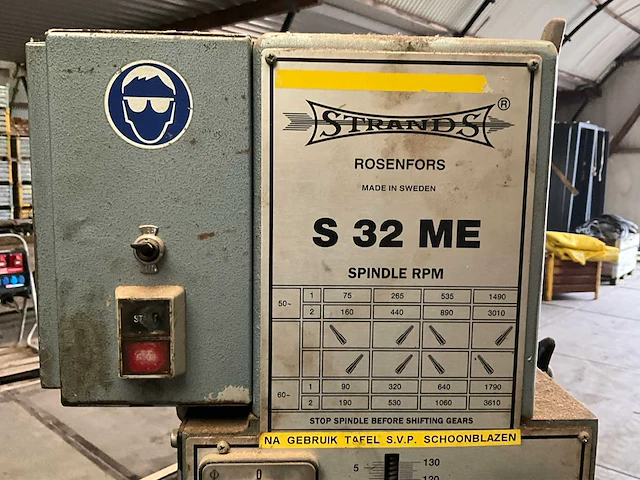 STRANDS ®
ROSENFORS
MADE IN SWEDEN
S 32 ME
SPINDLE RPM
50~ 1 75 265 535 1490
2 160 440 890 3010
60~ 1 90 320 640 1790
2 190 530 1060 3610
STOP SPINDLE BEFORE SHIFTING GEARS
NA GEBRUIK TAFEL S.V.P. SCHOONBLAZEN
0
5 130
120